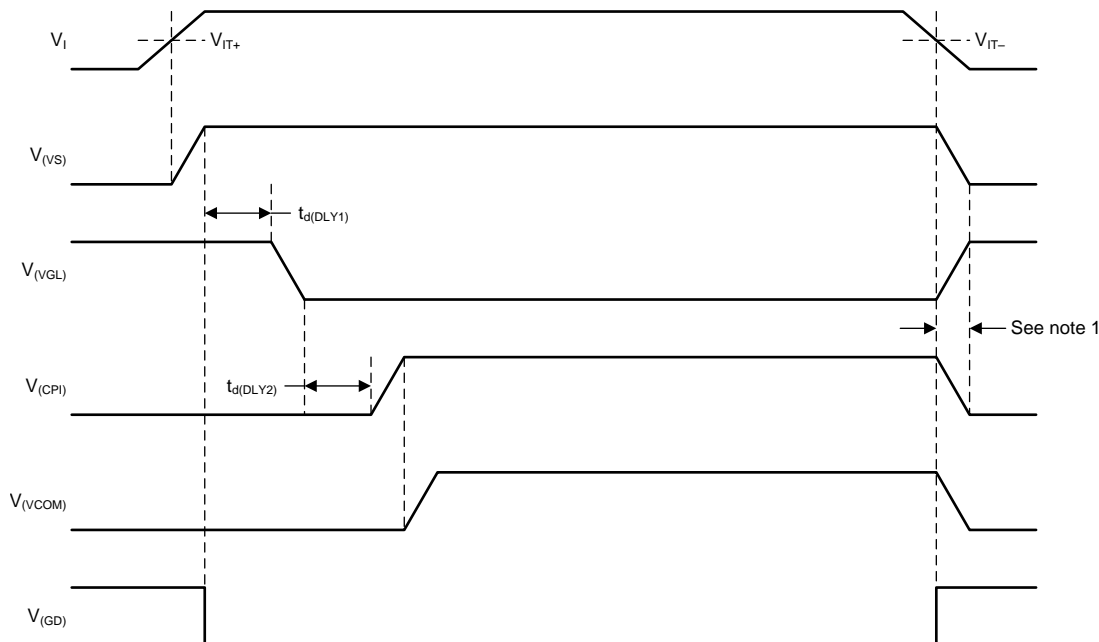 V_I
V_IT+
V_IT–
V_(VS)
t_d(DLY1)
V_(VGL)
See note 1
V_(CPI)
t_d(DLY2)
V_(VCOM)
V_(GD)